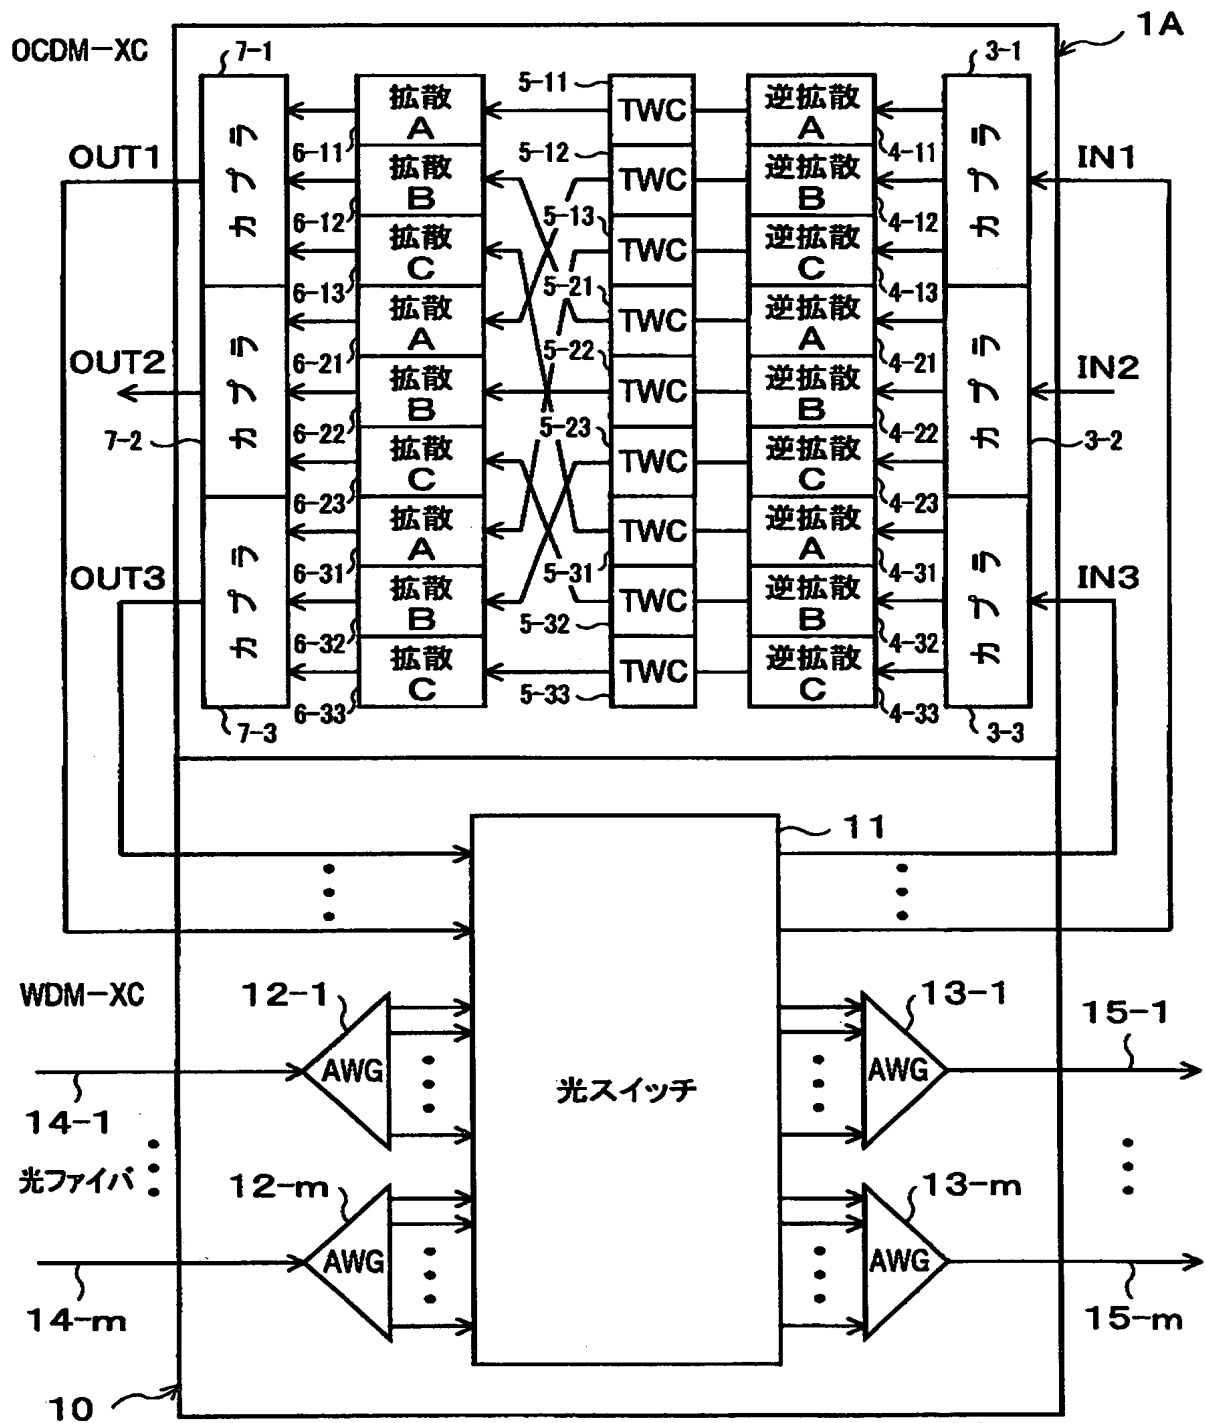 OCDM-XC
1A
7-1
5-11
3-1
拡散
A
TWC
逆拡散
A
6-11
4-11
カプラ
カプラ
OUT1
IN1
5-12
拡散
B
TWC
逆拡散
B
6-12
4-12
5-13
拡散
C
TWC
逆拡散
C
6-13
4-13
5-21
拡散
A
TWC
逆拡散
A
6-21
4-21
カプラ
カプラ
OUT2
IN2
5-22
拡散
B
TWC
逆拡散
B
7-2
6-22
4-22
3-2
5-23
拡散
C
TWC
逆拡散
C
6-23
4-23
拡散
A
TWC
逆拡散
A
6-31
5-31
4-31
カプラ
カプラ
OUT3
IN3
拡散
B
TWC
逆拡散
B
6-32
5-32
4-32
拡散
C
TWC
逆拡散
C
6-33
5-33
4-33
7-3
3-3
11
WDM-XC
12-1
13-1
15-1
AWG
光スイッチ
AWG
14-1
光ファイバ
12-m
13-m
AWG
AWG
14-m
15-m
10